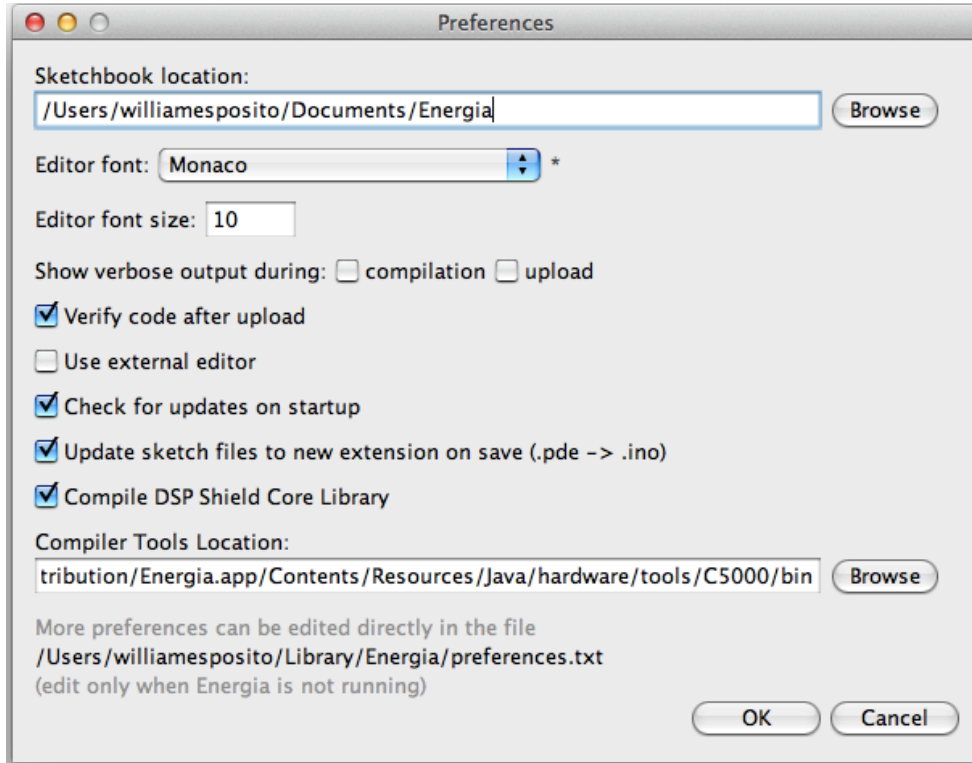 Preferences
Sketchbook location:
/Users/williamesposito/Documents/Energia
Browse
Editor font: Monaco *
Editor font size: 10
Show verbose output during: compilation upload
Verify code after upload
Use external editor
Check for updates on startup
Update sketch files to new extension on save (.pde -> .ino)
Compile DSP Shield Core Library
Compiler Tools Location:
tribution/Energia.app/Contents/Resources/Java/hardware/tools/C5000/bin
Browse
More preferences can be edited directly in the file
/Users/williamesposito/Library/Energia/preferences.txt
(edit only when Energia is not running)
OK Cancel